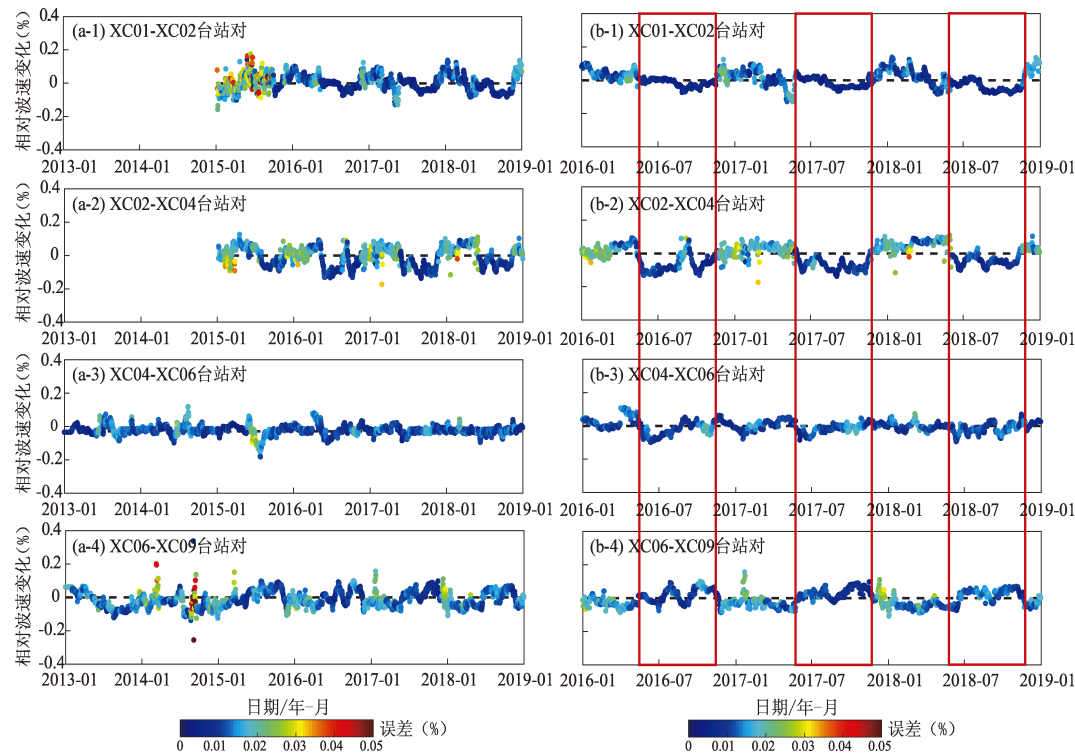 相对波速变化(%)
0.4
0.2
0
-0.2
-0.4
(a-1) XC01-XC02台站对
2013-01 2014-01 2015-01 2016-01 2017-01 2018-01 2019-01
(b-1) XC01-XC02台站对
2016-01 2016-07 2017-01 2017-07 2018-01 2018-07 2019-01
相对波速变化(%)
0.4
0.2
0
-0.2
-0.4
(a-2) XC02-XC04台站对
2013-01 2014-01 2015-01 2016-01 2017-01 2018-01 2019-01
(b-2) XC02-XC04台站对
2016-01 2016-07 2017-01 2017-07 2018-01 2018-07 2019-01
相对波速变化(%)
0.4
0.2
0
-0.2
-0.4
(a-3) XC04-XC06台站对
2013-01 2014-01 2015-01 2016-01 2017-01 2018-01 2019-01
(b-3) XC04-XC06台站对
2016-01 2016-07 2017-01 2017-07 2018-01 2018-07 2019-01
相对波速变化(%)
0.4
0.2
0
-0.2
-0.4
(a-4) XC06-XC09台站对
2013-01 2014-01 2015-01 2016-01 2017-01 2018-01 2019-01
(b-4) XC06-XC09台站对
2016-01 2016-07 2017-01 2017-07 2018-01 2018-07 2019-01
日期/年-月
日期/年-月
误差(%)
0 0.01 0.02 0.03 0.04 0.05
误差(%)
0 0.01 0.02 0.03 0.04 0.05